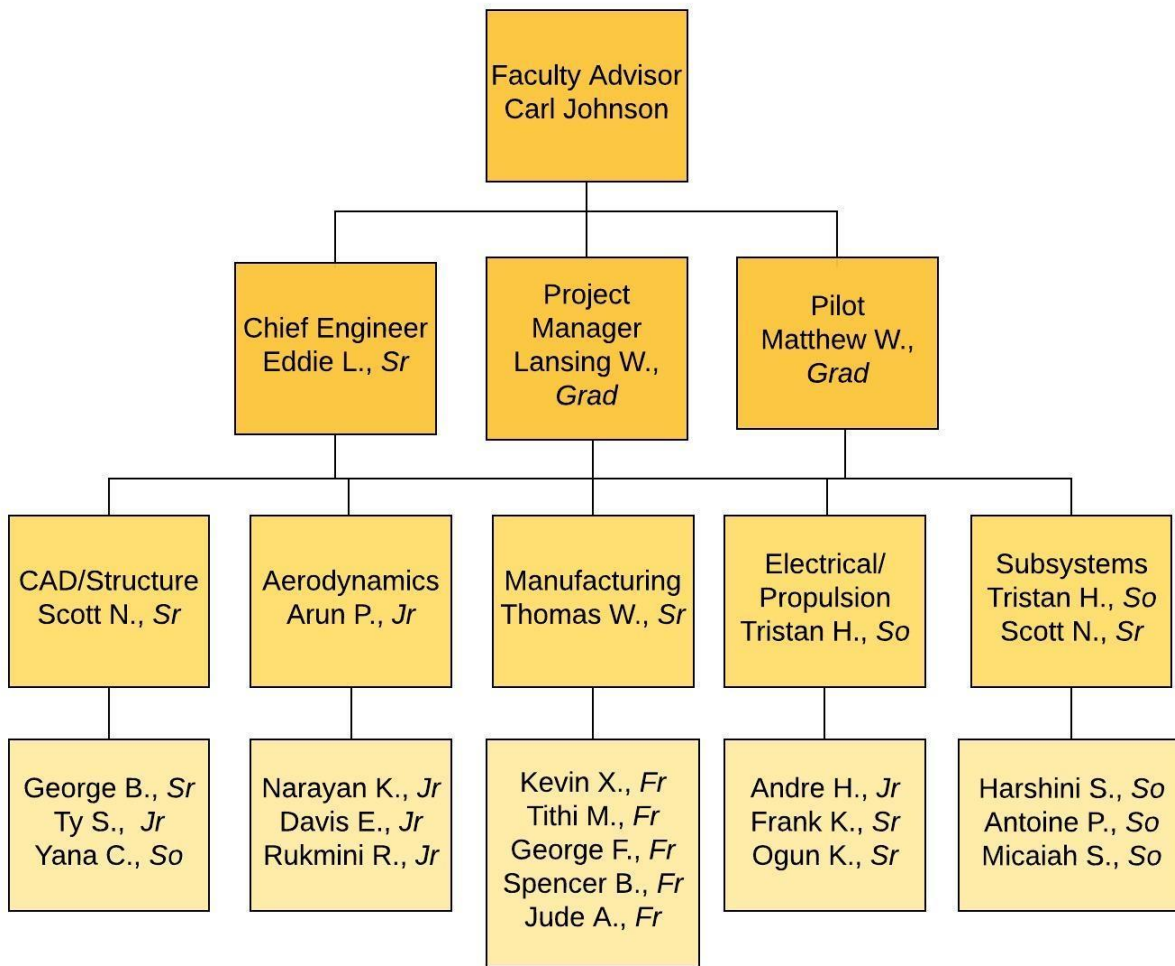 Faculty Advisor
Carl Johnson
Chief Engineer
Eddie L., Sr
Project
Manager
Lansing W.,
Grad
Pilot
Matthew W.,
Grad
CAD/Structure
Scott N., Sr
Aerodynamics
Arun P., Jr
Manufacturing
Thomas W., Sr
Electrical/
Propulsion
Tristan H., So
Subsystems
Tristan H., So
Scott N., Sr
George B., Sr
Ty S., Jr
Yana C., So
Narayan K., Jr
Davis E., Jr
Rukmini R., Jr
Kevin X., Fr
Tithi M., Fr
George F., Fr
Spencer B., Fr
Jude A., Fr
Andre H., Jr
Frank K., Sr
Ogun K., Sr
Harshini S., So
Antoine P., So
Micaiah S., So